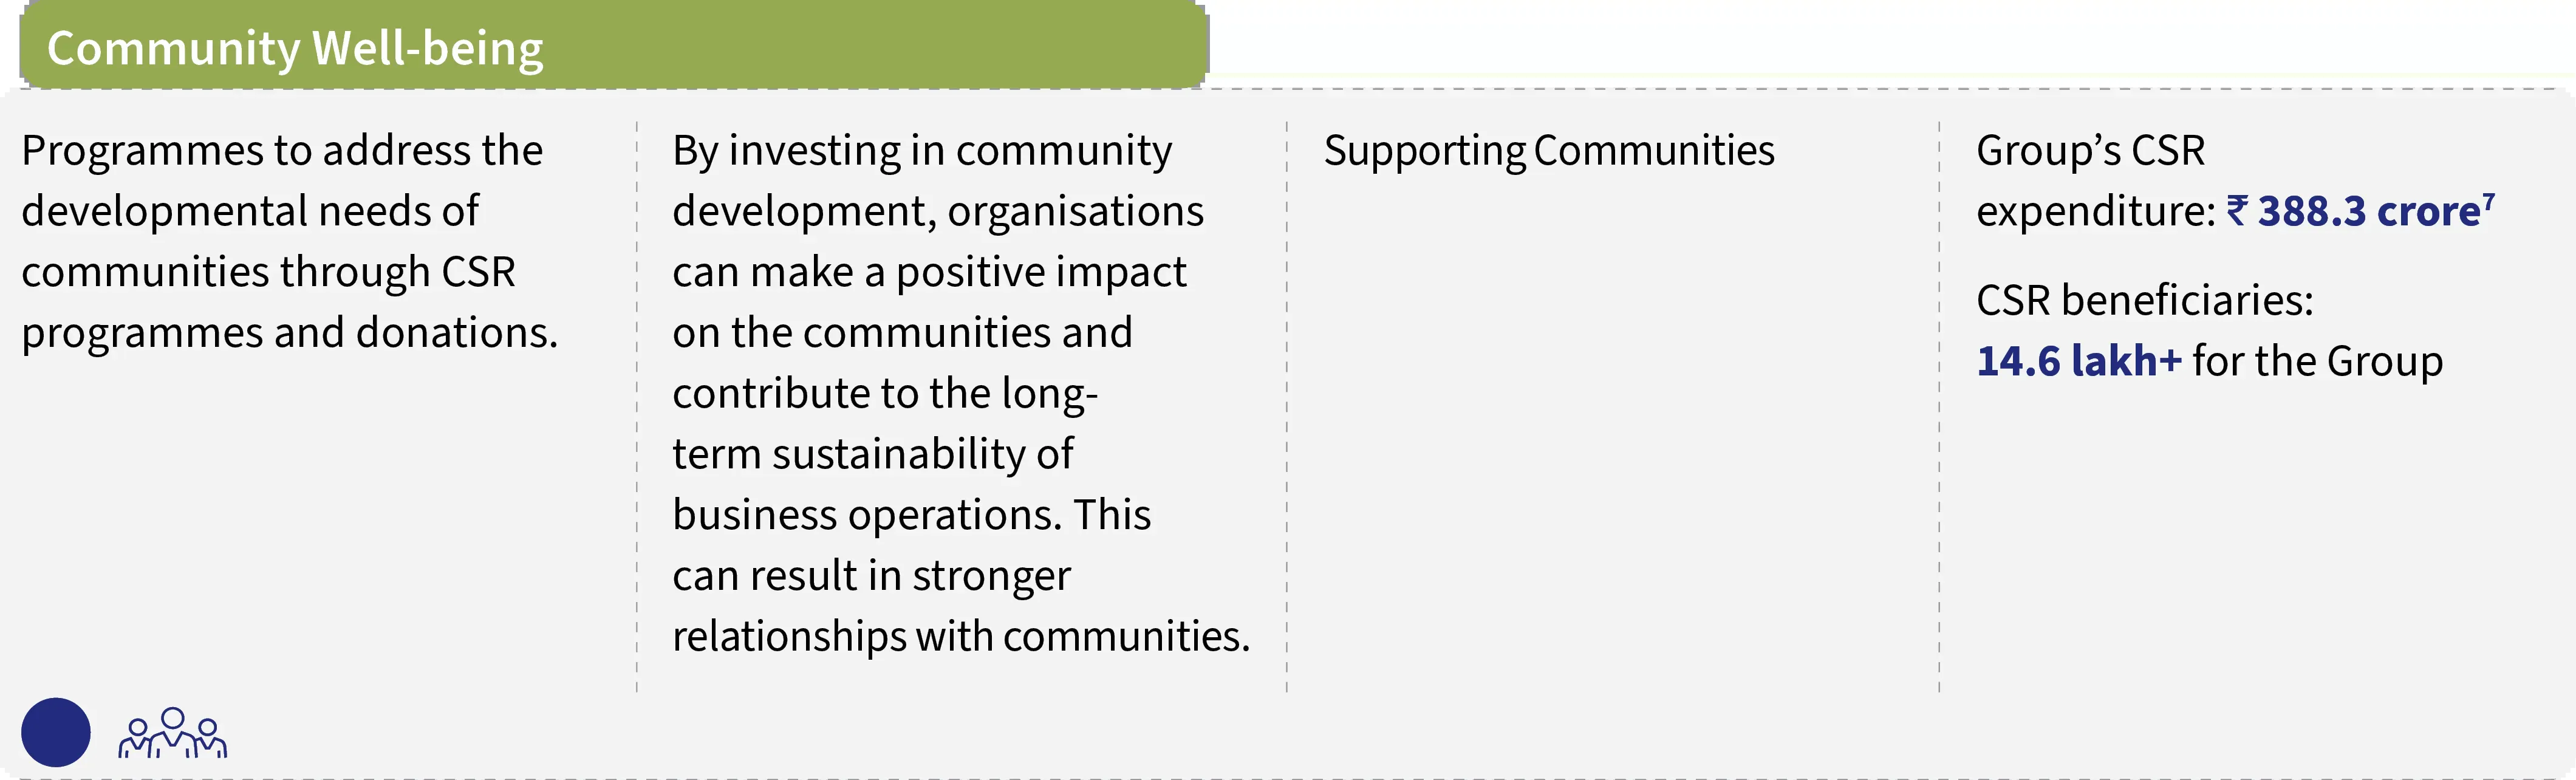 Community Well-being
Programmes to address the
developmental needs of
communities through CSR
programmes and donations.
By investing in community
development, organisations
can make a positive impact
on the communities and
contribute to the long-
term sustainability of
business operations. This
can result in stronger
relationships with communities.
Supporting Communities
Group’s CSR
expenditure: ₹ 388.3 crore⁷
CSR beneficiaries:
14.6 lakh+ for the Group